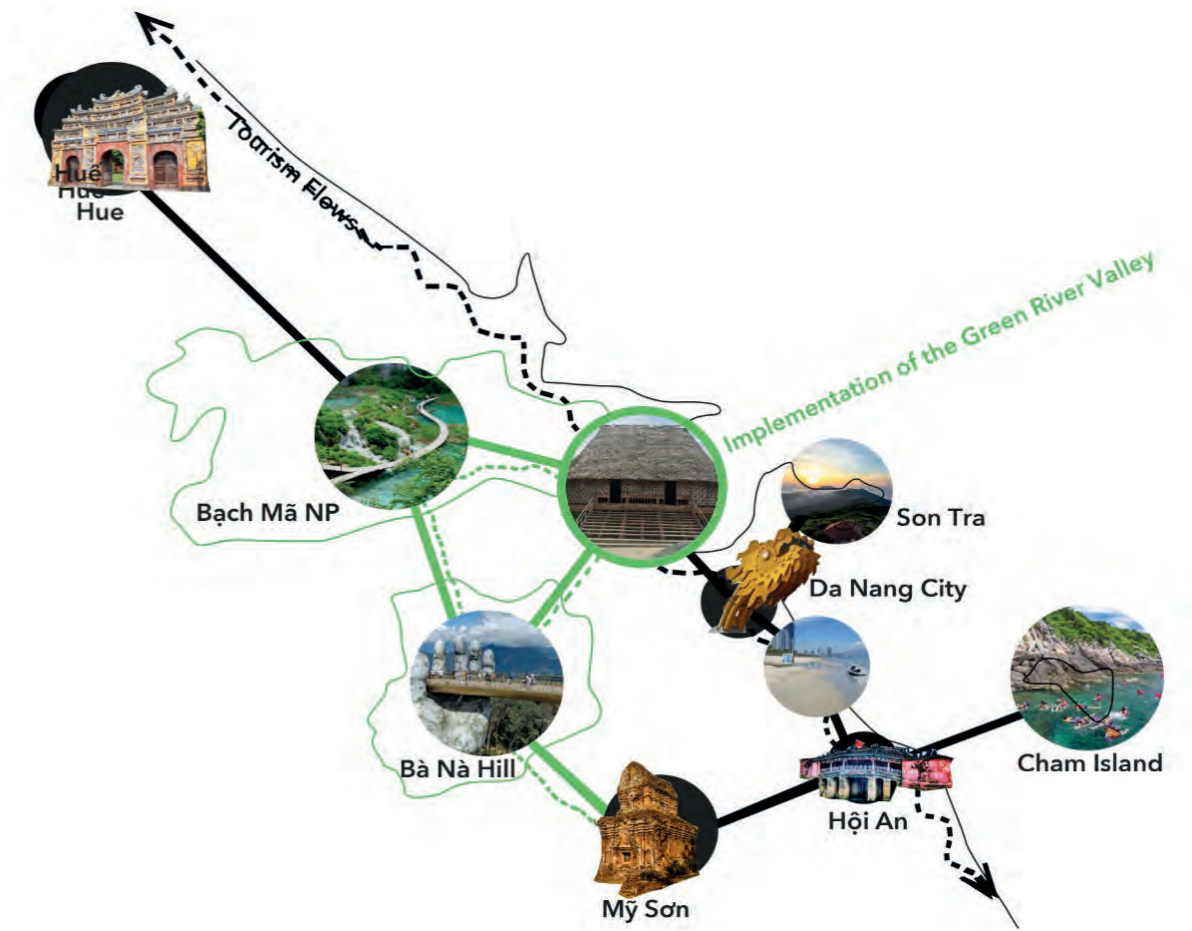 Tourism Flows
Huế
Hue
Hue
Implementation of the Green River Valley
Bạch Mã NP
Son Tra
Da Nang City
Bà Nà Hill
Cham Island
Hội An
Mỹ Sơn